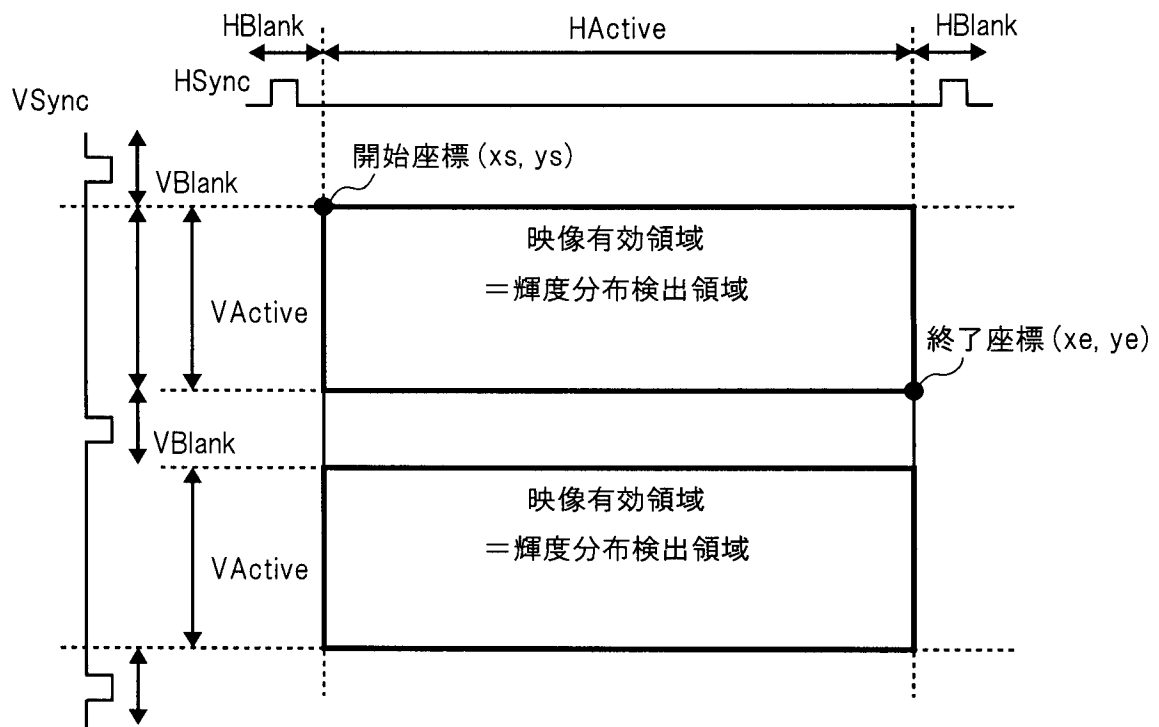 HBlank
HActive
HBlank
HSync
VSync
開始座標(xs, ys)
VBlank
映像有効領域
=輝度分布検出領域
VActive
終了座標(xe, ye)
VBlank
映像有効領域
=輝度分布検出領域
VActive